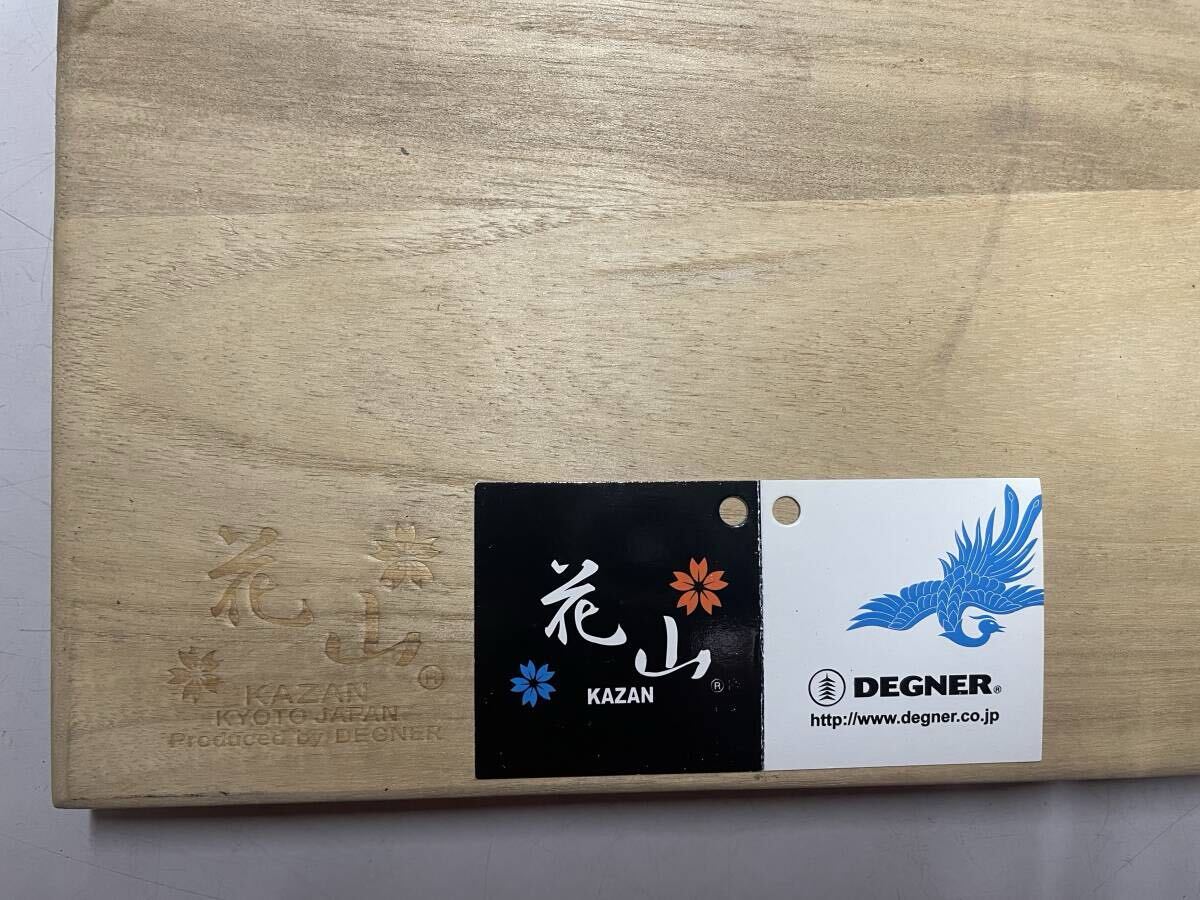 花山®
KAZAN
KYOTO JAPAN
Produced by DEGNER
花山®
KAZAN
DEGNER®
http://www.degner.co.jp